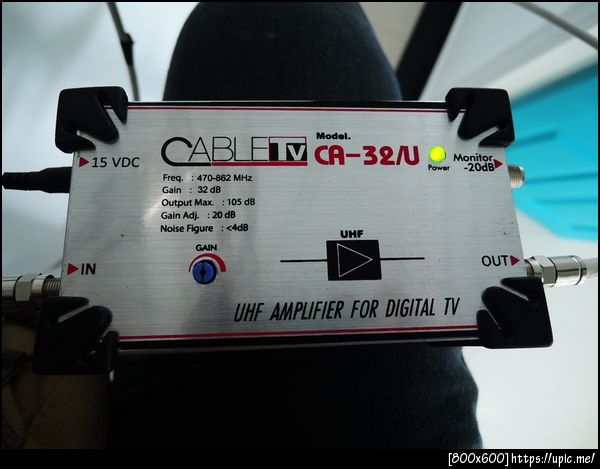 CABLETV
Model.
CA-32/U
15 VDC
Power
Monitor
-20dB
Freq. : 470-862 MHz
Gain : 32 dB
Output Max. : 105 dB
Gain Adj. : 20 dB
Noise Figure : <4dB
GAIN
UHF
IN
OUT
UHF AMPLIFIER FOR DIGITAL TV
[800x600]https://upic.me/